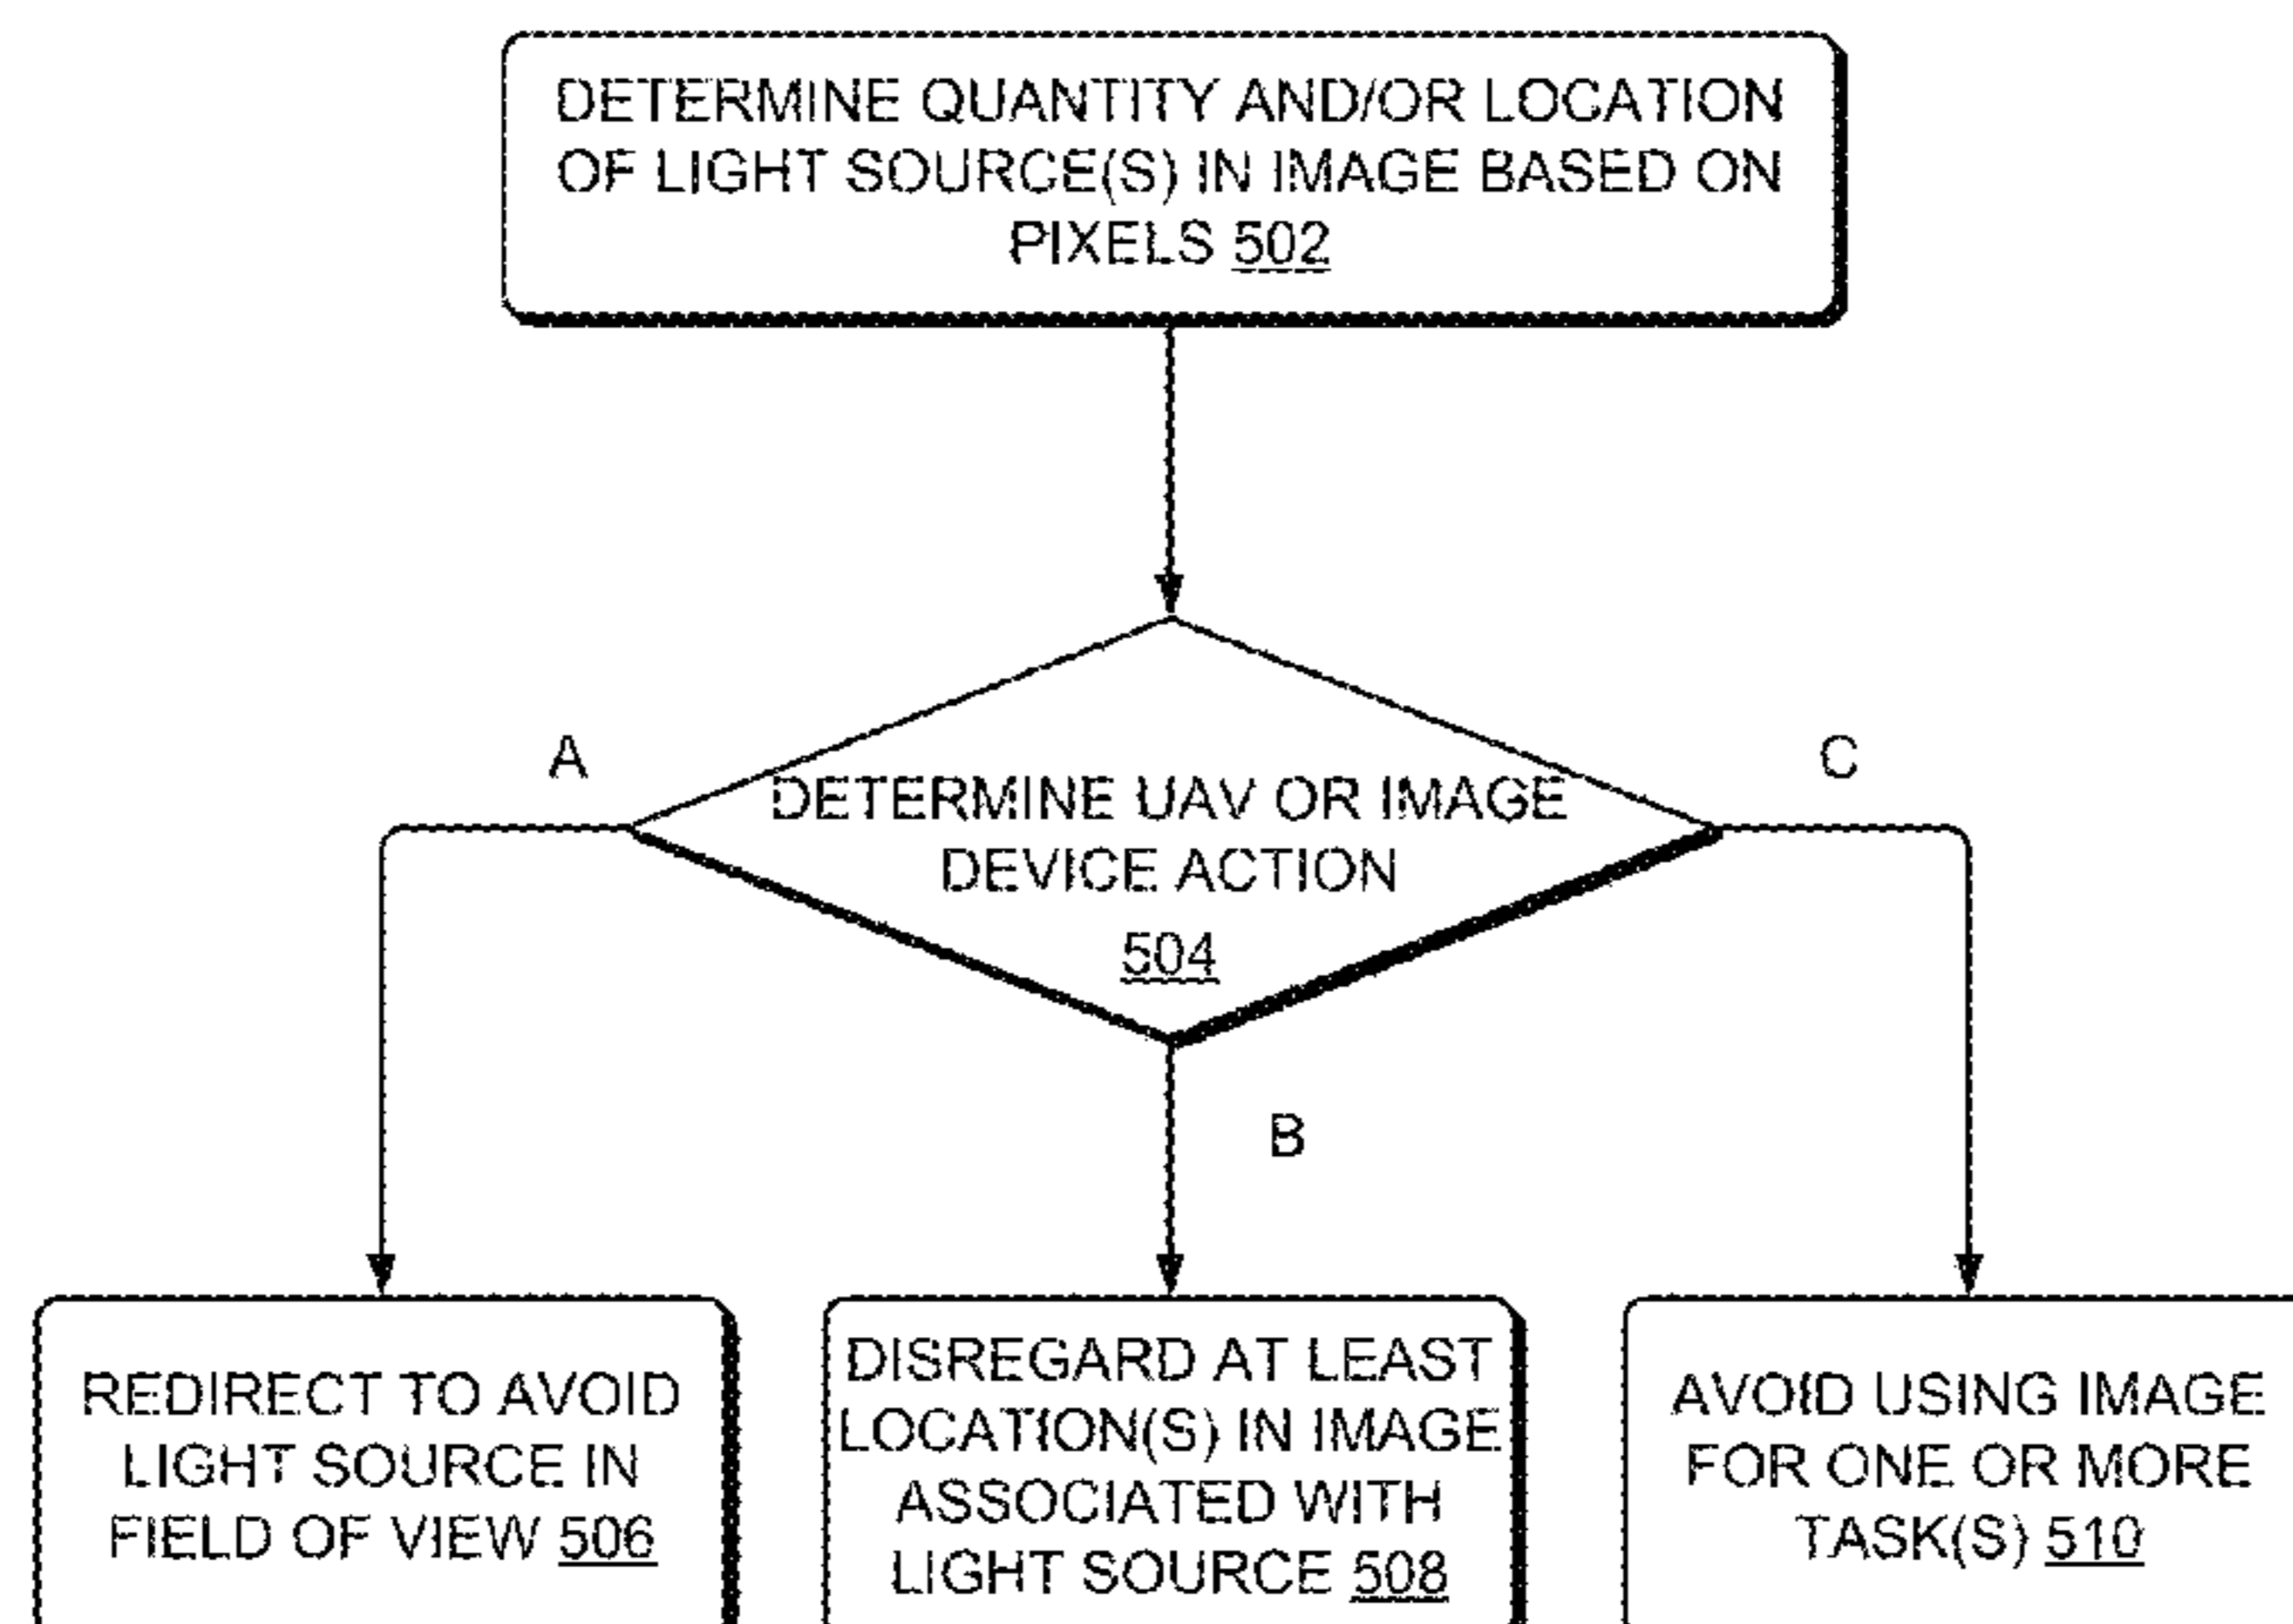 DETERMINE QUANTITY AND/OR LOCATION
OF LIGHT SOURCE(S) IN IMAGE BASED ON
PIXELS 502
A
C
DETERMINE UAV OR IMAGE
DEVICE ACTION
504
B
REDIRECT TO AVOID
LIGHT SOURCE IN
FIELD OF VIEW 506
DISREGARD AT LEAST
LOCATION(S) IN IMAGE
ASSOCIATED WITH
LIGHT SOURCE 508
AVOID USING IMAGE
FOR ONE OR MORE
TASK(S) 510